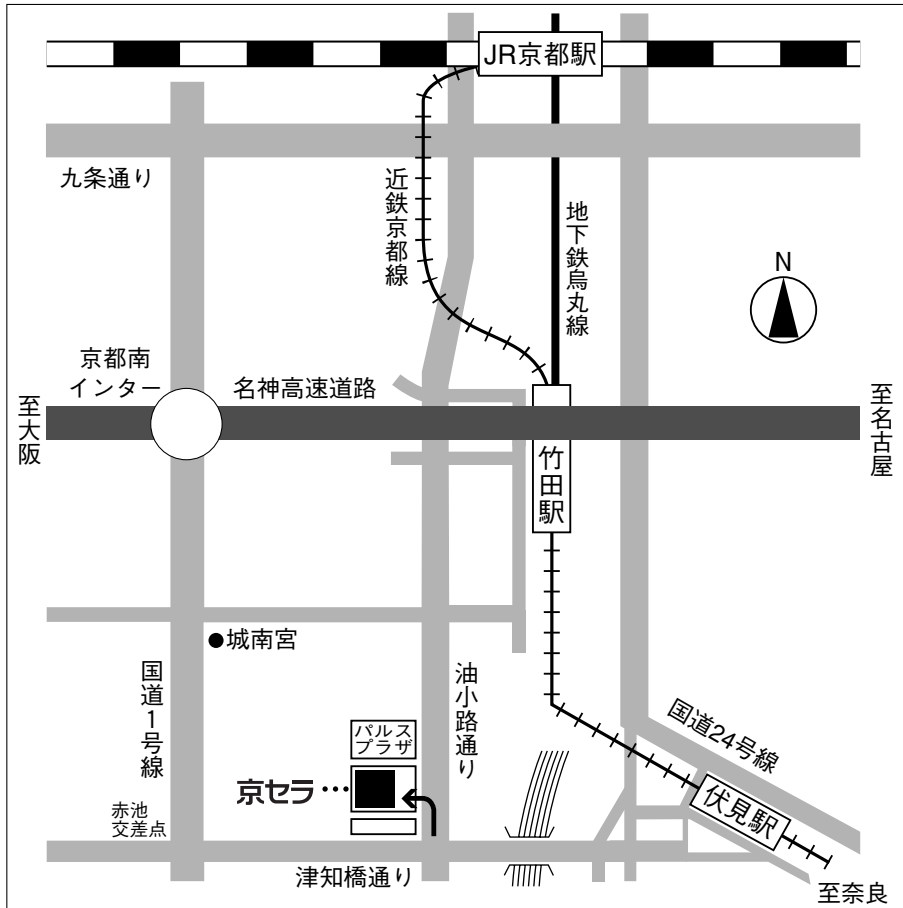 JR京都駅
九条通り
近鉄京都線
地下鉄烏丸線
N
京都南
インター
名神高速道路
至大阪
至名古屋
竹田駅
城南宮
国道1号線
油小路通り
国道24号線
パルス
プラザ
京セラ…
伏見駅
赤池
交差点
津知橋通り
至奈良